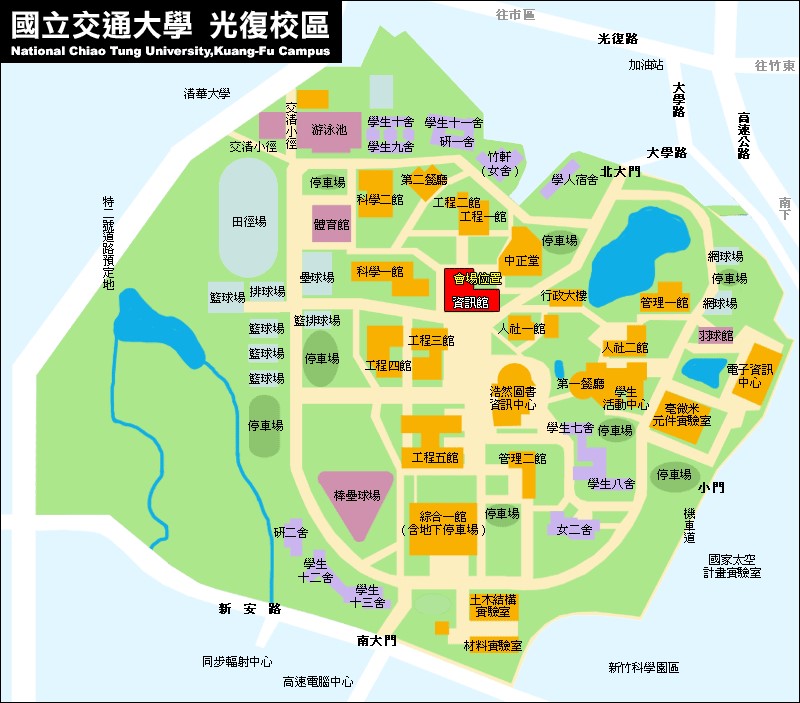 國立交通大學 光復校區
National Chiao Tung University,Kuang-Fu Campus
往市區
光復路
往竹東
加油站
大學路
高速公路
清華大學
交清小徑
交清小徑
游泳池
學生十舍
學生九舍
學生十一舍
研一舍
竹軒
(女舍)
大學路
北大門
學人宿舍
南下
特二號道路預定地
停車場
科學二館
第二餐廳
工程二館
工程一館
田徑場
體育館
中正堂
停車場
網球場
停車場
網球場
壘球場
科學一館
會場位置
資訊館
行政大樓
管理一館
籃球場
排球場
籃排球場
籃球場
籃球場
籃球場
停車場
工程三館
工程四館
人社一館
人社二館
羽球館
電子資訊
中心
第一餐廳
學生
活動中心
浩然圖書
資訊中心
毫微米
元件實驗室
停車場
學生七舍
停車場
工程五館
管理二館
學生八舍
停車場
小門
棒壘球場
綜合一館
(含地下停車場)
停車場
女二舍
機車道
研二舍
學生
十二舍
學生
十三舍
國家太空
計畫實驗室
新安路
土木結構
實驗室
南大門
材料實驗室
同步輻射中心
高速電腦中心
新竹科學園區